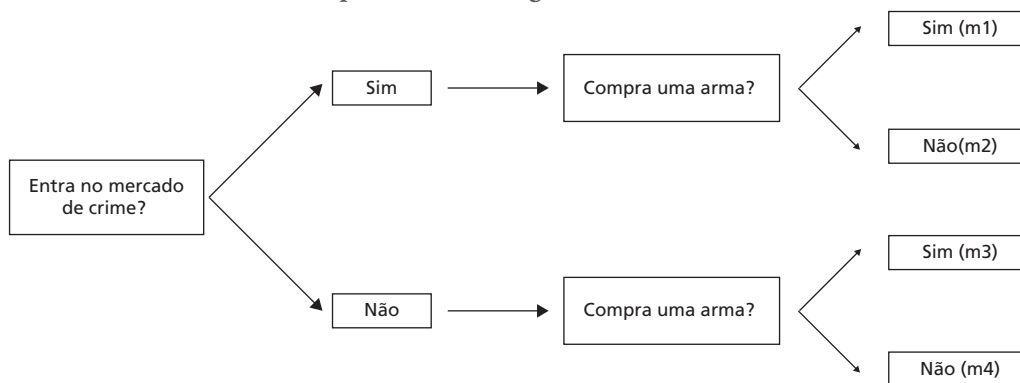 Entra no mercado
de crime?
Sim
Compra uma arma?
Sim (m1)
Não(m2)
Não
Compra uma arma?
Sim (m3)
Não (m4)